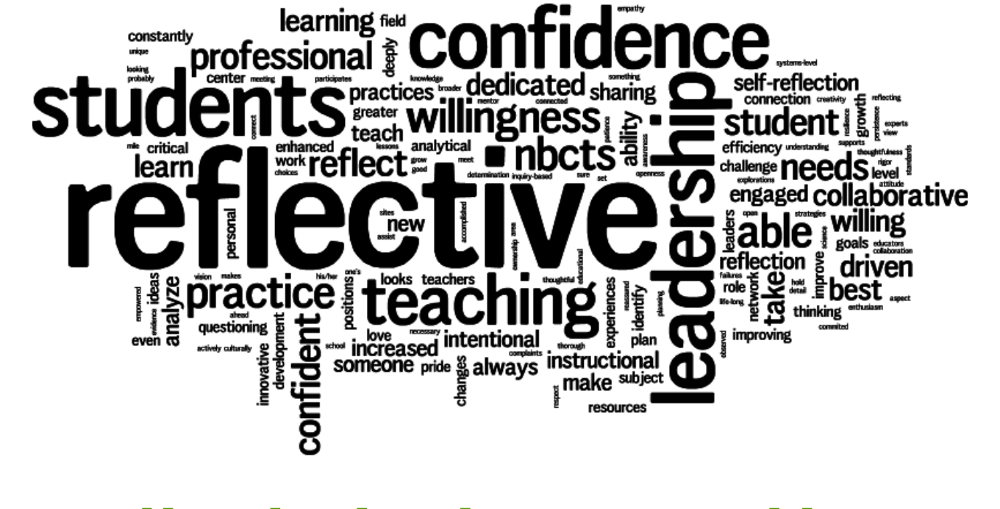 empathy
learning
field
confidence
constantly
professional
deeply
unique
systems-level
looking
probably
center
meeting
participates
knowledge
broader
dedicated
something
self-reflection
students
practices
sharing
leadership
connection
creativity
reflecting
mentor
connected
greater
willingness
student
growth
resilience
persistence
experts
view
connect
teach
patience
ability
awareness
mile
critical
enhanced
lessons
analytical
nbcts
efficiency
understanding
supports
thoughtfulness
standards
learn
work
choices
reflect
grow
good
meet
challenge
needs
rigor
level
determination
inquiry-based
sure
set
openness
explorations
attitude
reflective
engaged
collaborative
personal
sites
new
assist
accomplished
ownership
area
leaders
open
able
strategies
willing
science
goals
educators
collaboration
educational
reflection
improve
driven
vision
makes
his/her
one's
looks
teachers
thoughtful
failures
role
network
take
hold
detail
best
aspect
empowered
ideas
evidence
analyze
practice
positions
teaching
experiences
reassured
identify
planning
life-long
thinking
enthusiasm
ahead
questioning
development
confident
commited
even
actively
culturally
school
love
necessary
increased
intentional
complaints
thorough
plan
observed
improving
innovative
someone
pride
changes
always
instructional
make
subject
respect
resources